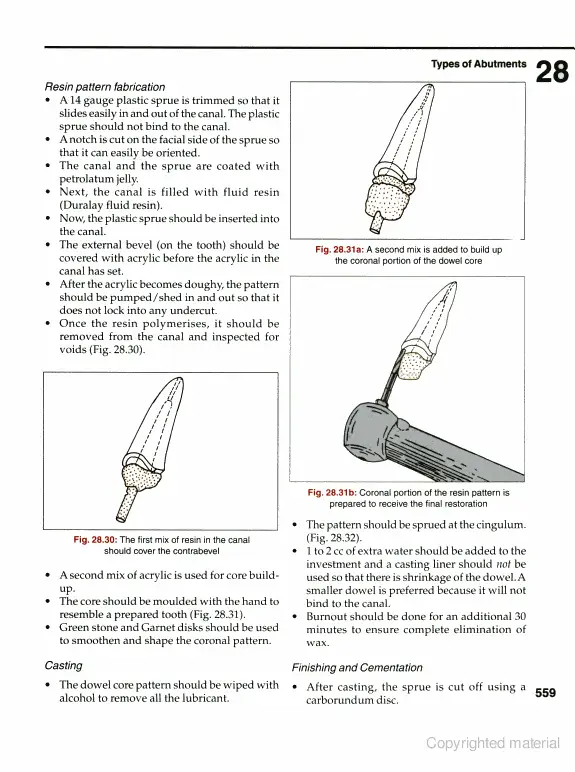 Types of Abutments 28
Resin pattern fabrication
• A 14 gauge plastic sprue is trimmed so that it
slides easily in and out of the canal. The plastic
sprue should not bind to the canal.
• A notch is cut on the facial side of the sprue so
that it can easily be oriented.
• The canal and the sprue are coated with
petrolatum jelly.
• Next, the canal is filled with fluid resin
(Duralay fluid resin).
• Now, the plastic sprue should be inserted into
the canal.
• The external bevel (on the tooth) should be
covered with acrylic before the acrylic in the
canal has set.
• After the acrylic becomes doughy, the pattern
should be pumped/shed in and out so that it
does not lock into any undercut.
• Once the resin polymerises, it should be
removed from the canal and inspected for
voids (Fig. 28.30).
Fig. 28.30: The first mix of resin in the canal
should cover the contrabevel
• A second mix of acrylic is used for core build-
up.
• The core should be moulded with the hand to
resemble a prepared tooth (Fig. 28.31).
• Green stone and Garnet disks should be used
to smoothen and shape the coronal pattern.
Casting
• The dowel core pattern should be wiped with
alcohol to remove all the lubricant.
Fig. 28.31a: A second mix is added to build up
the coronal portion of the dowel core
Fig. 28.31b: Coronal portion of the resin pattern is
prepared to receive the final restoration
• The pattern should be sprued at the cingulum.
(Fig. 28.32).
• 1 to 2 cc of extra water should be added to the
investment and a casting liner should not be
used so that there is shrinkage of the dowel. A
smaller dowel is preferred because it will not
bind to the canal.
• Burnout should be done for an additional 30
minutes to ensure complete elimination of
wax.
Finishing and Cementation
• After casting, the sprue is cut off using a
carborundum disc.
559
Copyrighted material